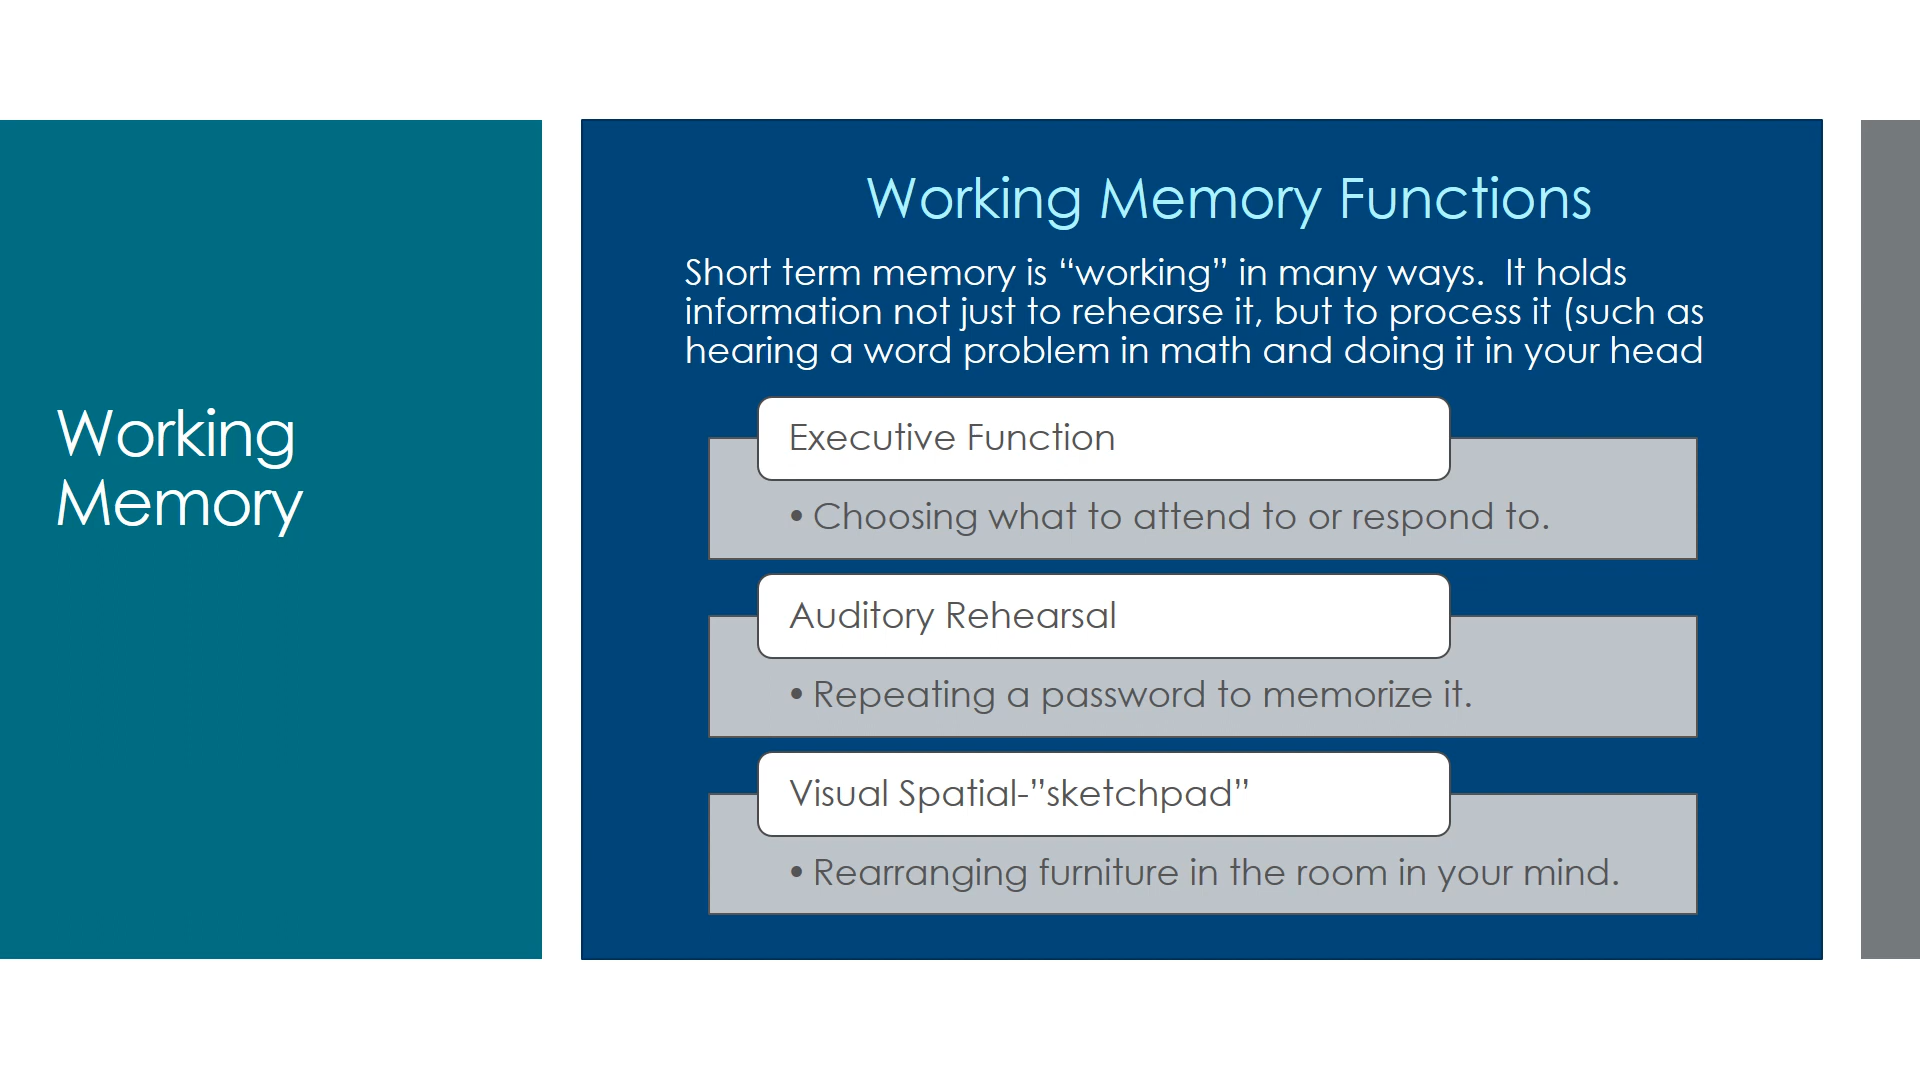 Working
Memory
Working Memory Functions
Short term memory is “working” in many ways.  It holds
information not just to rehearse it, but to process it (such as
hearing a word problem in math and doing it in your head
Executive Function
• Choosing what to attend to or respond to.
Auditory Rehearsal
• Repeating a password to memorize it.
Visual Spatial-”sketchpad”
• Rearranging furniture in the room in your mind.